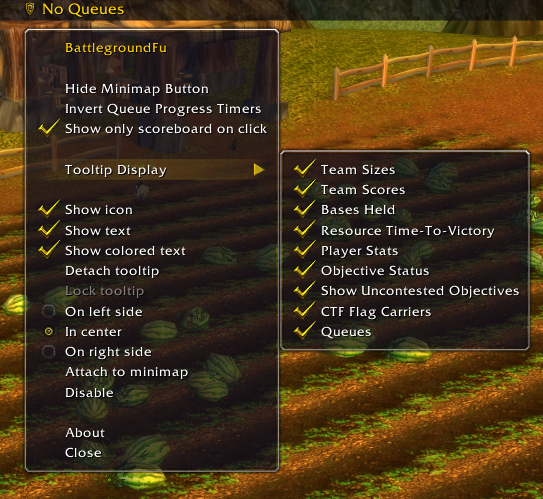 No Queues
BattlegroundFu
Hide Minimap Button
Invert Queue Progress Timers
Show only scoreboard on click
Tooltip Display
Show icon
Show text
Show colored text
Detach tooltip
Lock tooltip
On left side
In center
On right side
Attach to minimap
Disable
About
Close
Team Sizes
Team Scores
Bases Held
Resource Time-To-Victory
Player Stats
Objective Status
Show Uncontested Objectives
CTF Flag Carriers
Queues